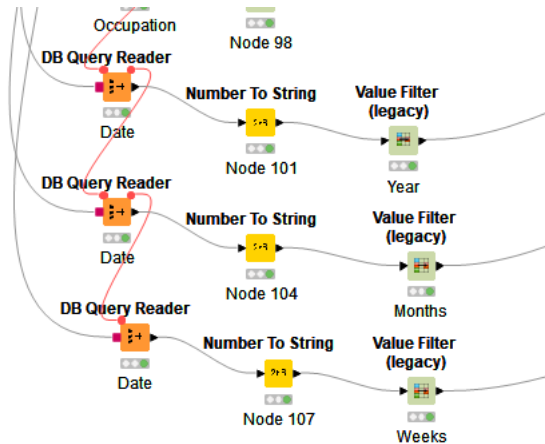 Occupation
Node 98
DB Query Reader
Number To String
Value Filter
(legacy)
Date
Node 101
Year
DB Query Reader
Number To String
Value Filter
(legacy)
Date
Node 104
Months
DB Query Reader
Number To String
Value Filter
(legacy)
Date
Node 107
Weeks